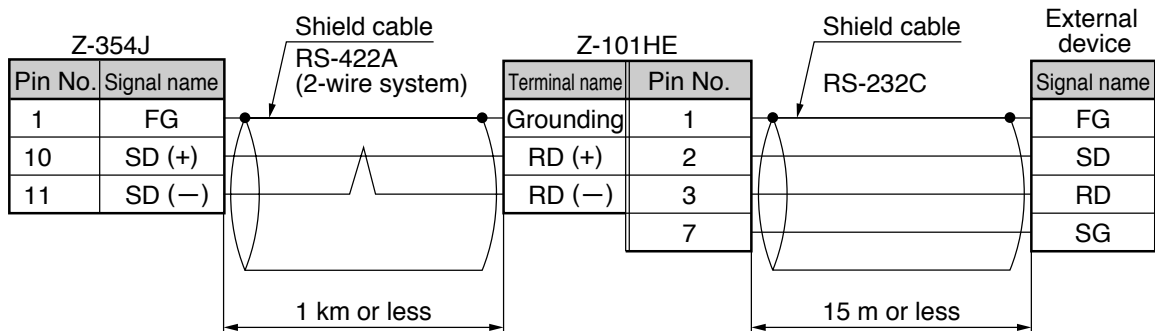 Z-354J
Shield cable
RS-422A
(2-wire system)
Z-101HE
Shield cable
RS-232C
External
device
Pin No. Signal name
1 FG
10 SD (+)
11 SD (—)
Terminal name Pin No.
Grounding 1
RD (+) 2
RD (—) 3
7
Signal name
FG
SD
RD
SG
1 km or less
15 m or less